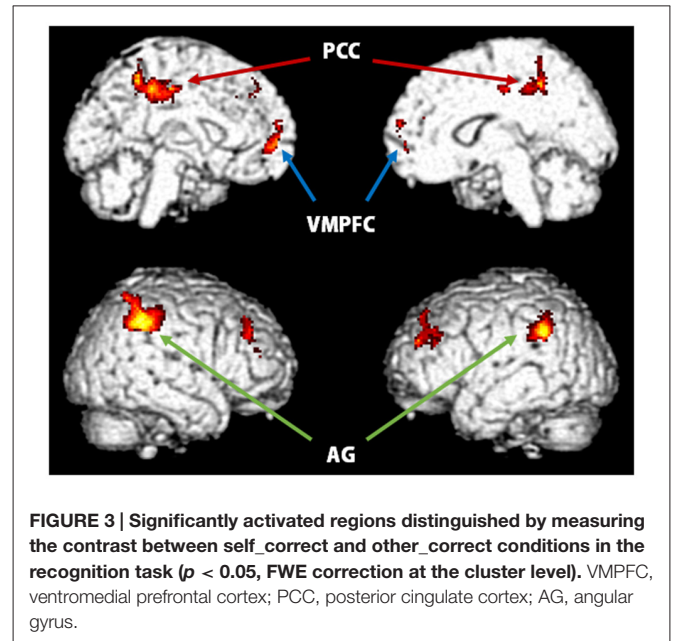 PCC
VMPFC
AG
FIGURE 3 | Significantly activated regions distinguished by measuring
the contrast between self_correct and other_correct conditions in the
recognition task (p < 0.05, FWE correction at the cluster level). VMPFC,
ventromedial prefrontal cortex; PCC, posterior cingulate cortex; AG, angular
gyrus.